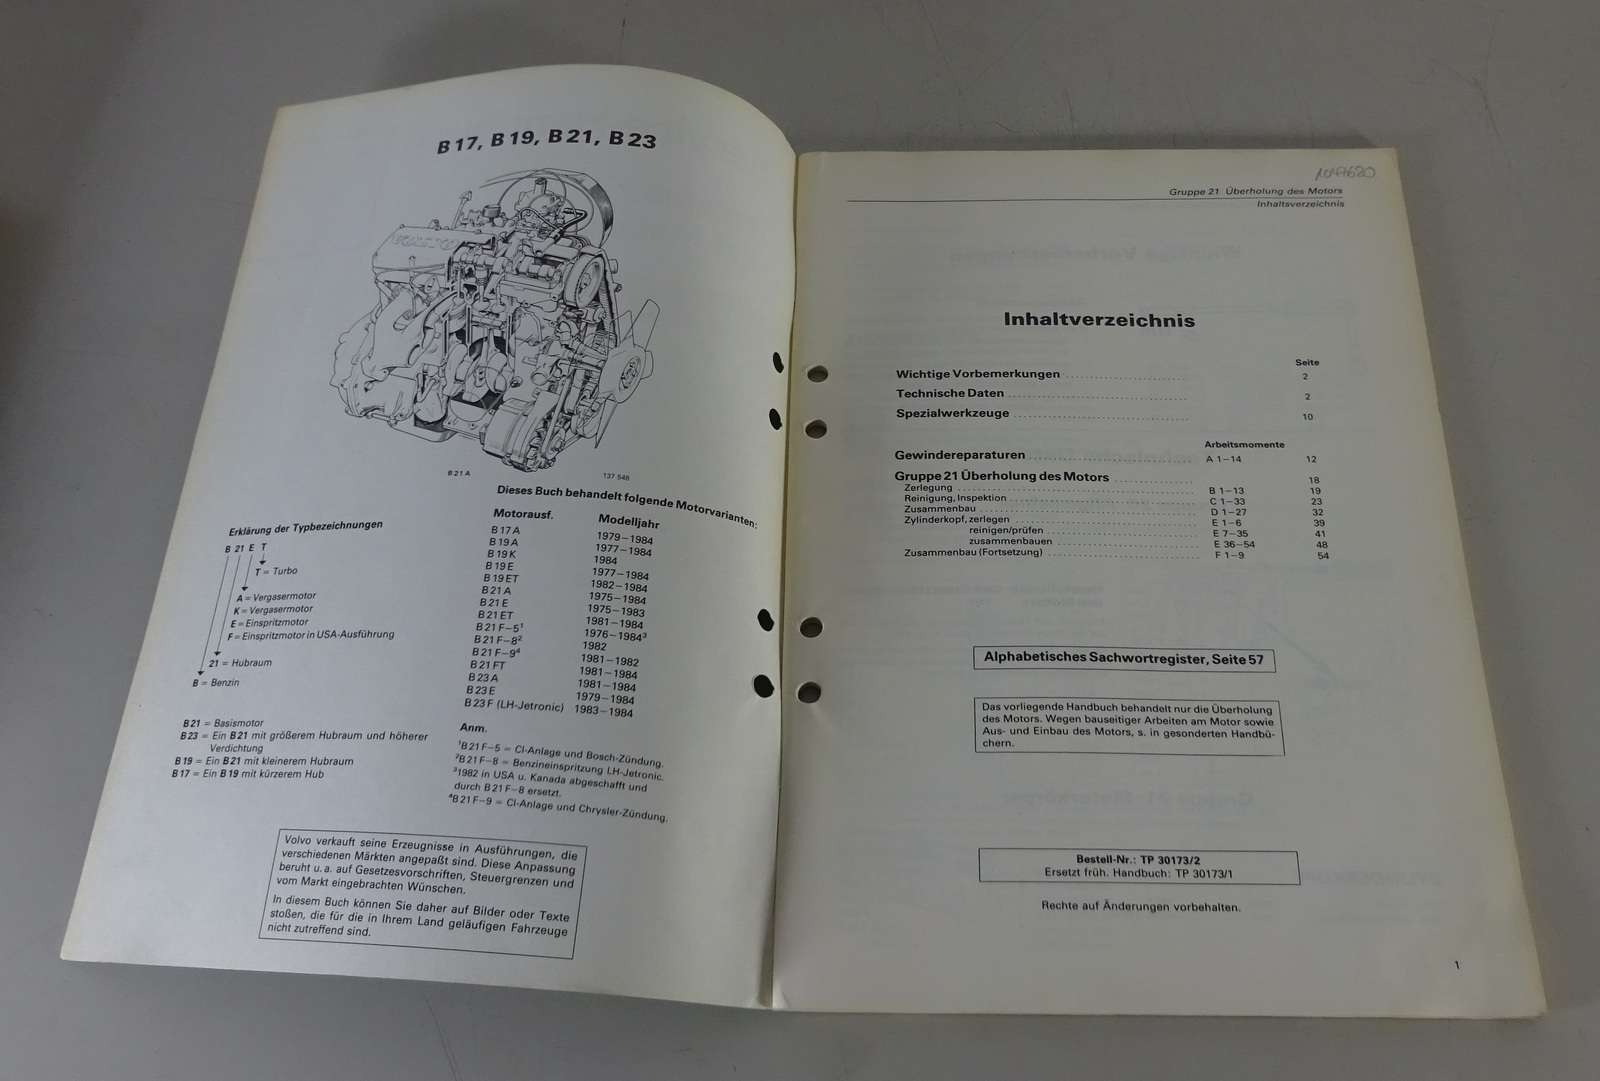 B 17, B 19, B 21, B 23
VOLVO
B 21 A
137 548
Dieses Buch behandelt folgende Motorvarianten:
Erklärung der Typbezeichnungen
B 21 E T
T = Turbo
A = Vergasermotor
K = Vergasermotor
E = Einspritzmotor
F = Einspritzmotor in USA-Ausführung
21 = Hubraum
B = Benzin
B 21 = Basismotor
B 23 = Ein B 21 mit größerem Hubraum und höherer
Verdichtung
B 19 = Ein B 21 mit kleinerem Hubraum
B 17 = Ein B 19 mit kürzerem Hub
Motorausf. Modelljahr
B 17 A 1979–1984
B 19 A 1977–1984
B 19 K 1984
B 19 E 1977–1984
B 19 ET 1982–1984
B 21 A 1975–1984
B 21 E 1975–1983
B 21 ET 1981–1984
B 21 F–5¹ 1976–1984³
B 21 F–8² 1982
B 21 F–9⁴ 1981–1982
B 21 FT 1981–1984
B 23 A 1981–1984
B 23 E 1979–1984
B 23 F (LH-Jetronic) 1983–1984
Anm.
¹B 21 F–5 = CI-Anlage und Bosch-Zündung.
²B 21 F–8 = Benzineinspritzung LH-Jetronic.
³1982 in USA u. Kanada abgeschafft und
durch B 21 F–8 ersetzt.
⁴B 21 F–9 = CI-Anlage und Chrysler-Zündung.
Volvo verkauft seine Erzeugnisse in Ausführungen, die
verschiedenen Märkten angepaßt sind. Diese Anpassung
beruht u. a. auf Gesetzesvorschriften, Steuergrenzen und
vom Markt eingebrachten Wünschen.
In diesem Buch können Sie daher auf Bilder oder Texte
stoßen, die für die in Ihrem Land geläufigen Fahrzeuge
nicht zutreffend sind.
Gruppe 21 Überholung des Motors
Inhaltsverzeichnis
Inhaltverzeichnis
Seite
Wichtige Vorbemerkungen 2
Technische Daten 2
Spezialwerkzeuge 10
Arbeitsmomente
Gewindereparaturen A 1–14 12
Gruppe 21 Überholung des Motors 18
Zerlegung B 1–13 19
Reinigung, Inspektion C 1–33 23
Zusammenbau D 1–27 32
Zylinderkopf, zerlegen E 1–6 39
reinigen/prüfen E 7–35 41
zusammenbauen E 36–54 48
Zusammenbau (Fortsetzung) F 1–9 54
Alphabetisches Sachwortregister, Seite 57
Das vorliegende Handbuch behandelt nur die Überholung
des Motors. Wegen bauseitiger Arbeiten am Motor sowie
Aus- und Einbau des Motors, s. in gesonderten Handbü-
chern.
Bestell-Nr.: TP 30173/2
Ersetzt früh. Handbuch: TP 30173/1
Rechte auf Änderungen vorbehalten.
1